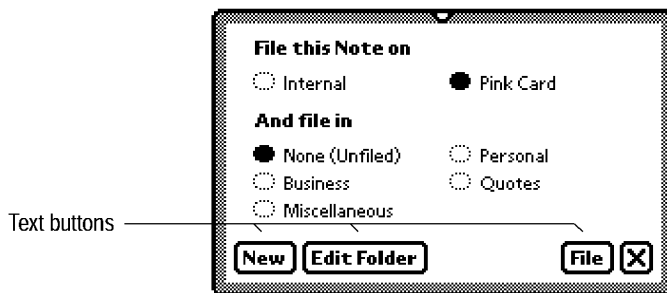 File this Note on
Internal Pink Card
And file in
None (Unfiled) Personal
Business Quotes
Miscellaneous
Text buttons
New Edit Folder File X